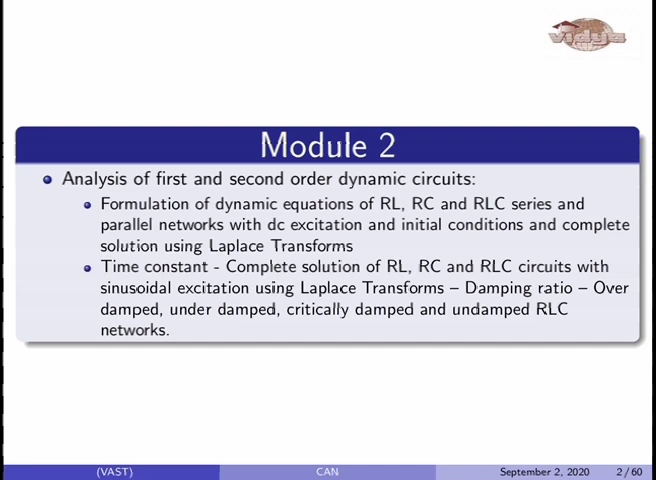 vidya
Module 2
Analysis of first and second order dynamic circuits:
Formulation of dynamic equations of RL, RC and RLC series and
parallel networks with dc excitation and initial conditions and complete
solution using Laplace Transforms
Time constant - Complete solution of RL, RC and RLC circuits with
sinusoidal excitation using Laplace Transforms – Damping ratio – Over
damped, under damped, critically damped and undamped RLC
networks.
(VAST) CAN September 2, 2020 2 / 60